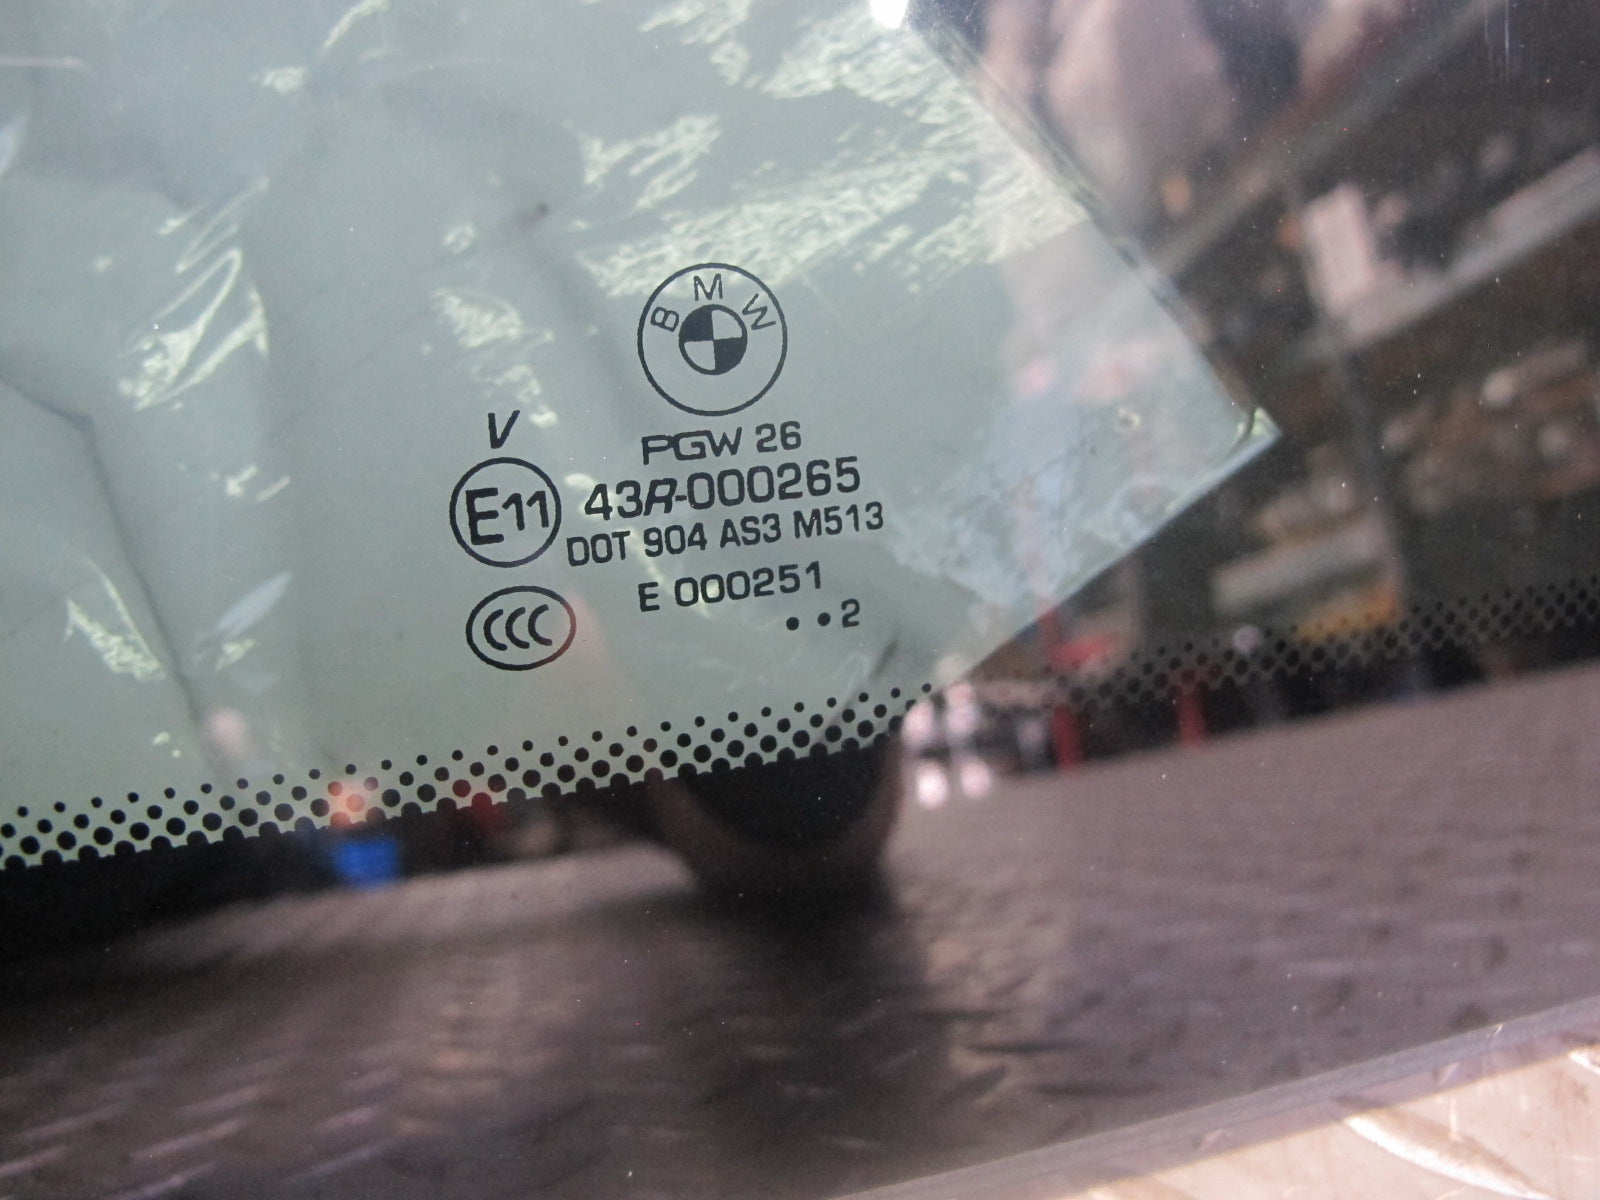 BMW
V
PGW 26
E11 43R-000265
DOT 904 AS3 M513
E 000251
CCC
• • 2